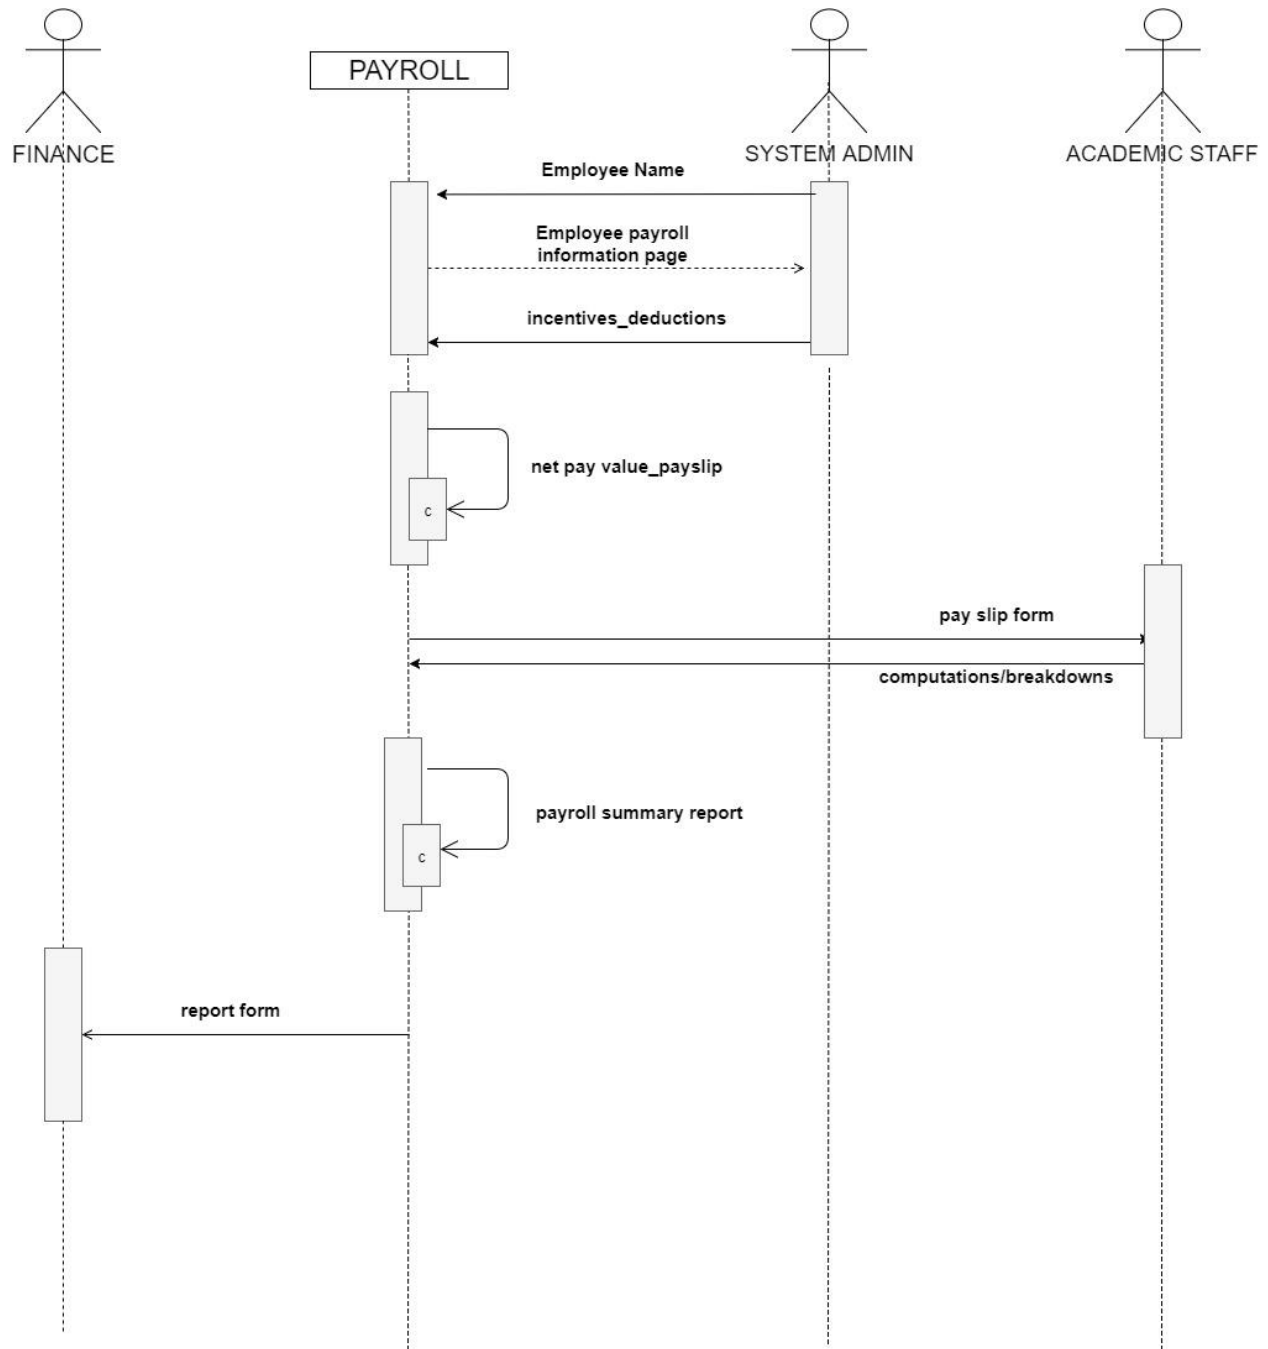 PAYROLL
FINANCE
SYSTEM ADMIN
ACADEMIC STAFF
Employee Name
Employee payroll
information page
incentives_deductions
net pay value_payslip
c
pay slip form
computations/breakdowns
payroll summary report
c
report form